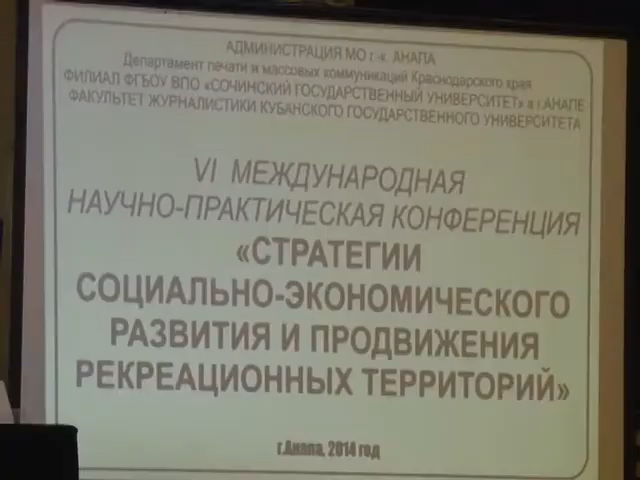 АДМИНИСТРАЦИЯ МО г.-к. АНАПА
Департамент печати и массовых коммуникаций Краснодарского края
ФИЛИАЛ ФГБОУ ВПО «СОЧИНСКИЙ ГОСУДАРСТВЕННЫЙ УНИВЕРСИТЕТ» в г.АНАПЕ
ФАКУЛЬТЕТ ЖУРНАЛИСТИКИ КУБАНСКОГО ГОСУДАРСТВЕННОГО УНИВЕРСИТЕТА
VI МЕЖДУНАРОДНАЯ
НАУЧНО-ПРАКТИЧЕСКАЯ КОНФЕРЕНЦИЯ
«СТРАТЕГИИ
СОЦИАЛЬНО-ЭКОНОМИЧЕСКОГО
РАЗВИТИЯ И ПРОДВИЖЕНИЯ
РЕКРЕАЦИОННЫХ ТЕРРИТОРИЙ»
г.Анапа, 2014 год